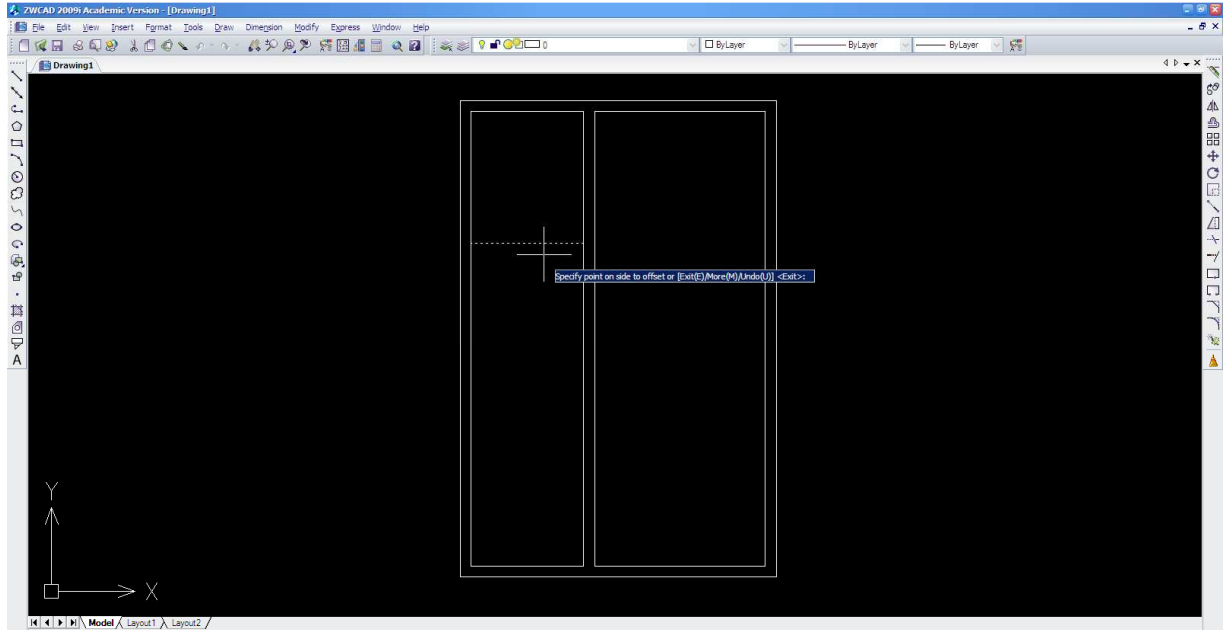 ZWCAD 2009i Academic Version - [Drawing1]
File Edit View Insert Format Tools Draw Dimension Modify Express Window Help
0 ByLayer ByLayer ByLayer
Drawing1
Specify point on side to offset or [Exit(E)/More(M)/Undo(U)] <Exit>:
Y
X
A
Model Layout1 Layout2